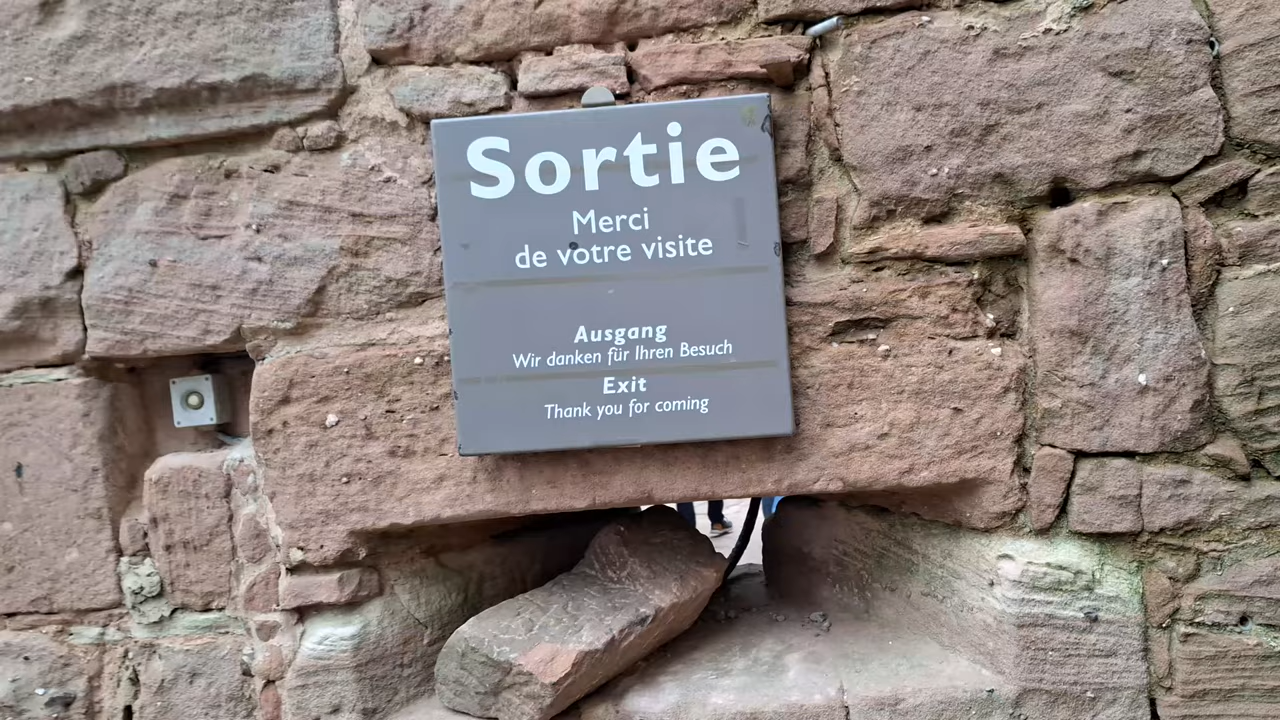 Sortie
Merci
de votre visite
Ausgang
Wir danken für Ihren Besuch
Exit
Thank you for coming